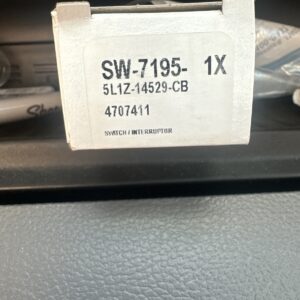 SW-7195- 1X
5L1Z-14529-CB
4707411
SWITCH / INTERRUPTOR